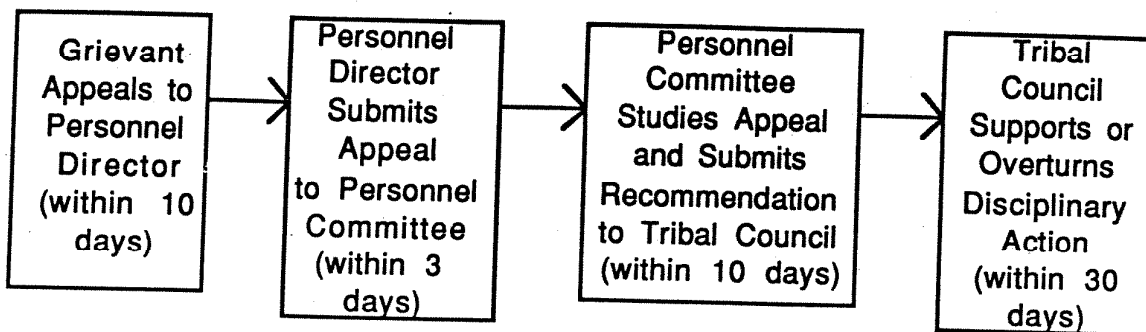 Grievant
Appeals to
Personnel
Director
(within 10
days)
Personnel
Director
Submits
Appeal
to Personnel
Committee
(within 3
days)
Personnel
Committee
Studies Appeal
and Submits
Recommendation
to Tribal Council
(within 10 days)
Tribal
Council
Supports or
Overturns
Disciplinary
Action
(within 30
days)